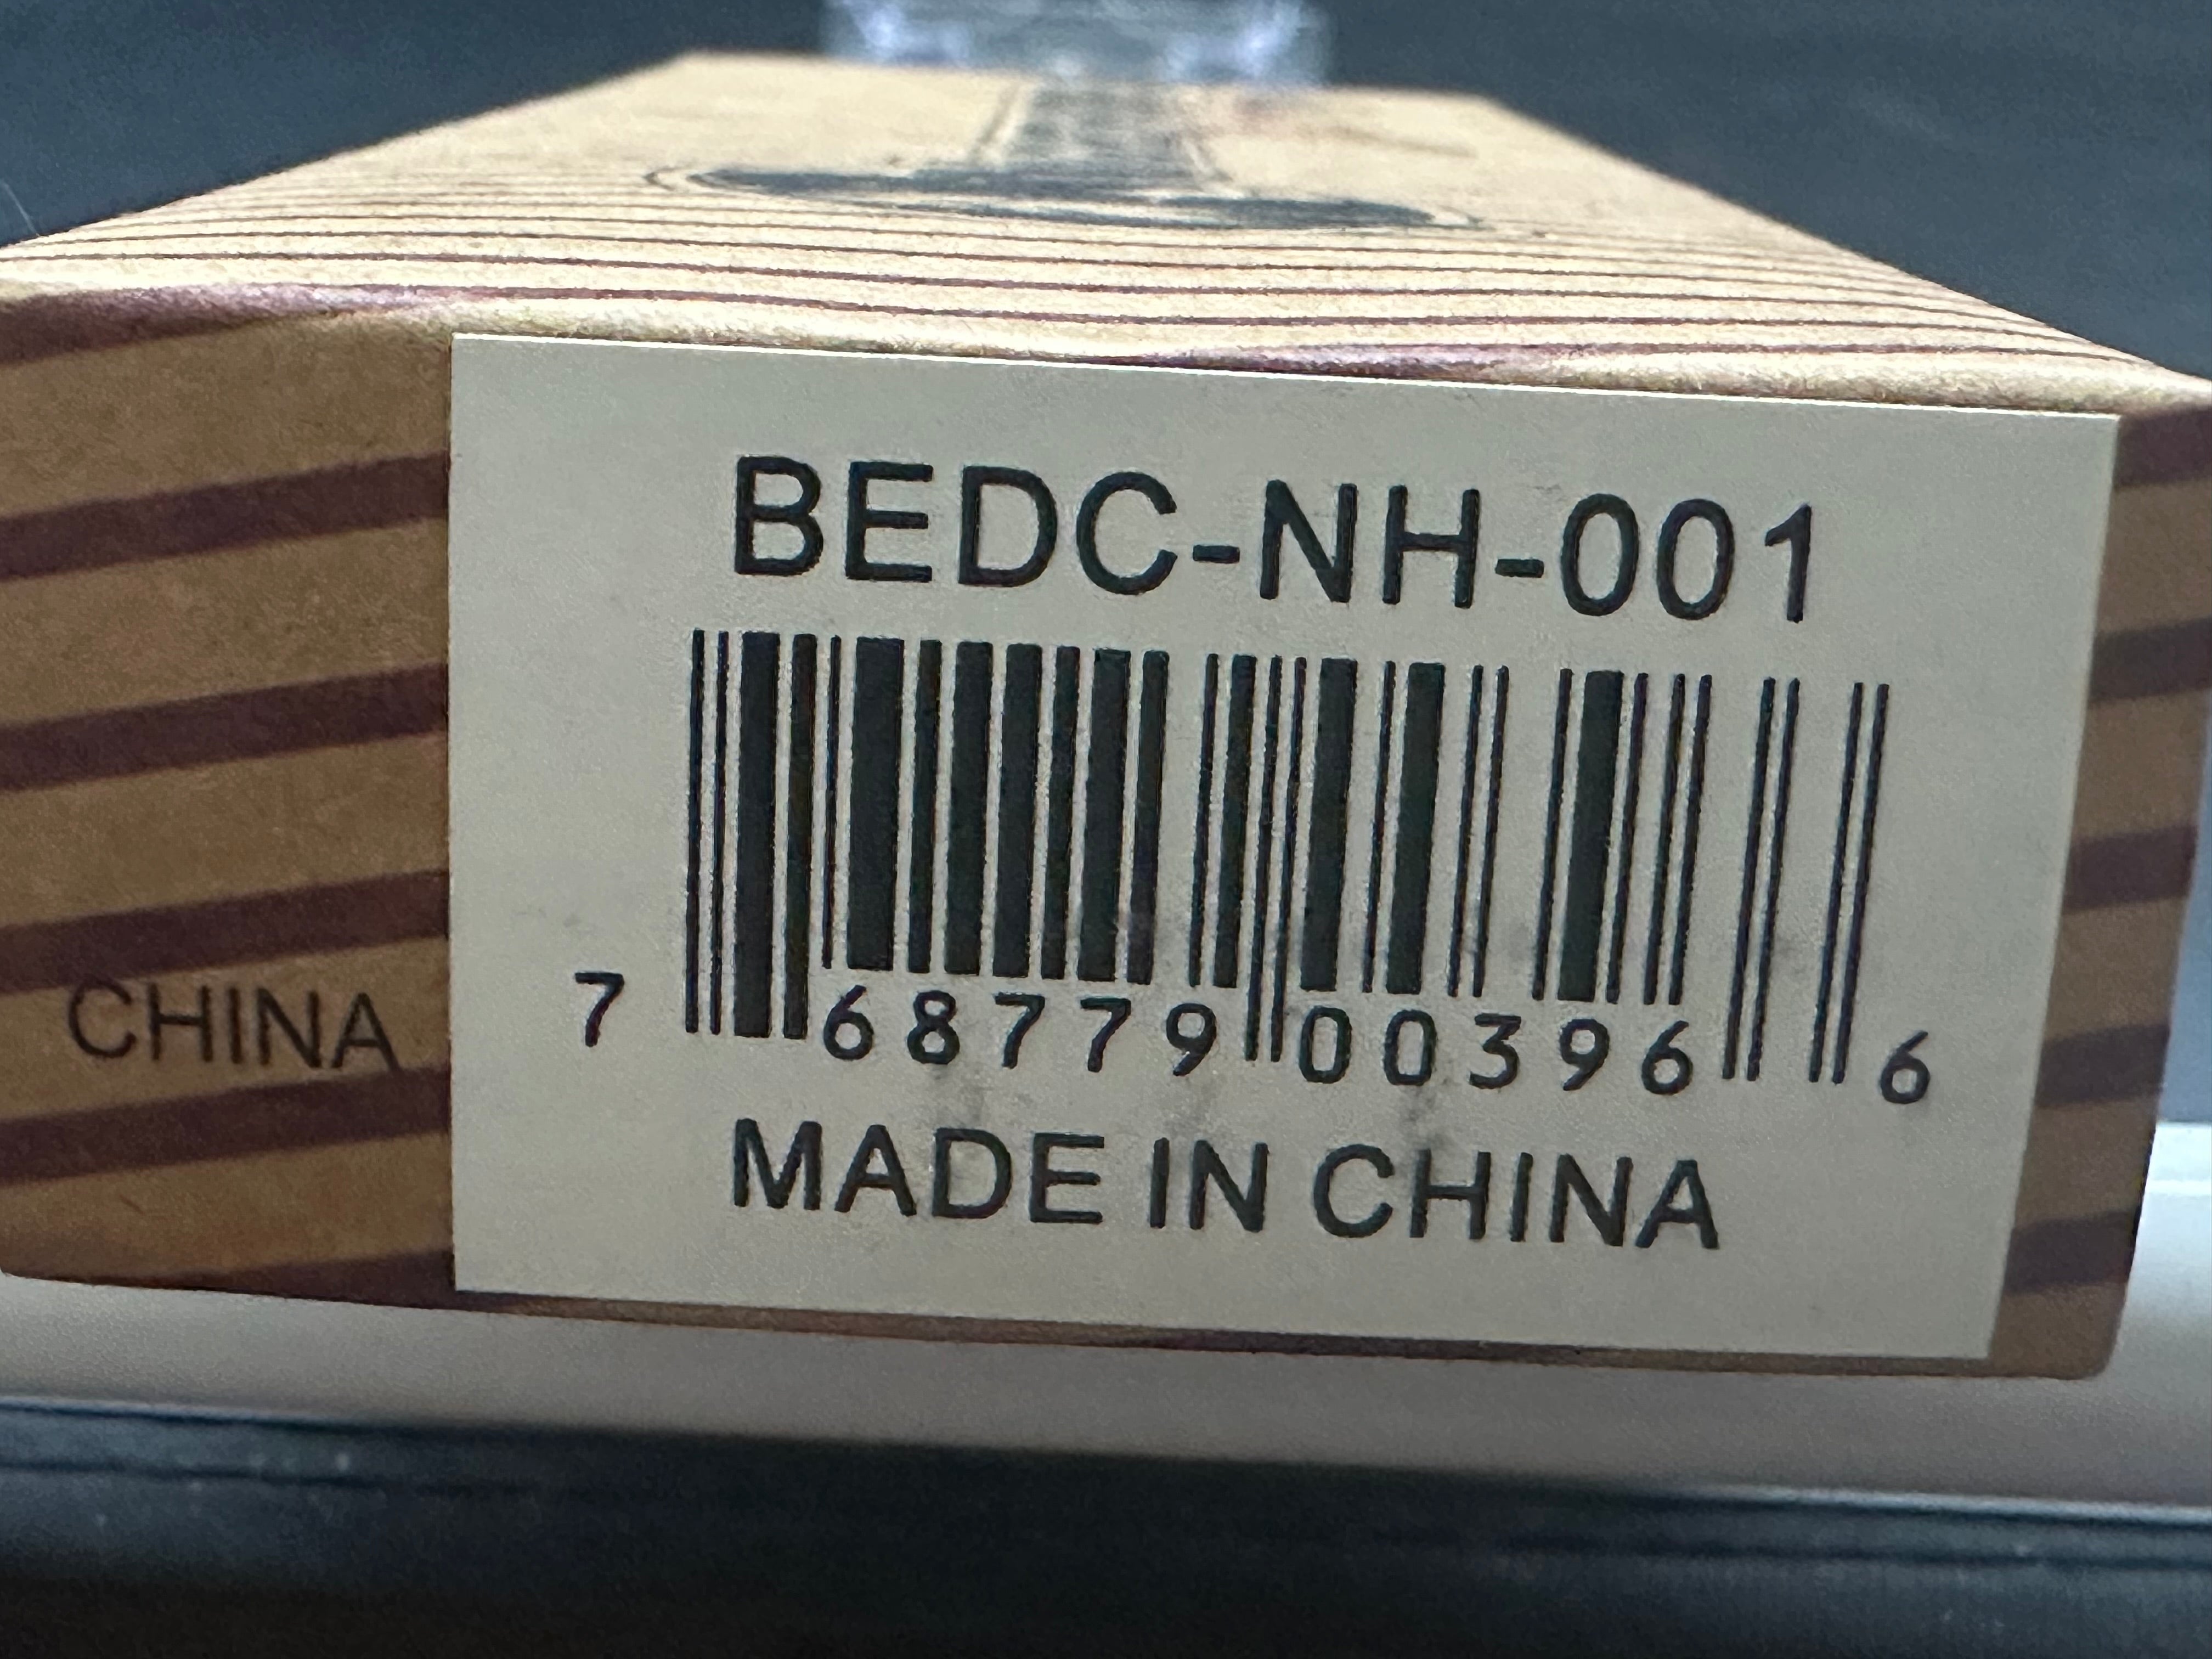 BEDC-NH-001
7 68779 00396 6
MADE IN CHINA
CHINA